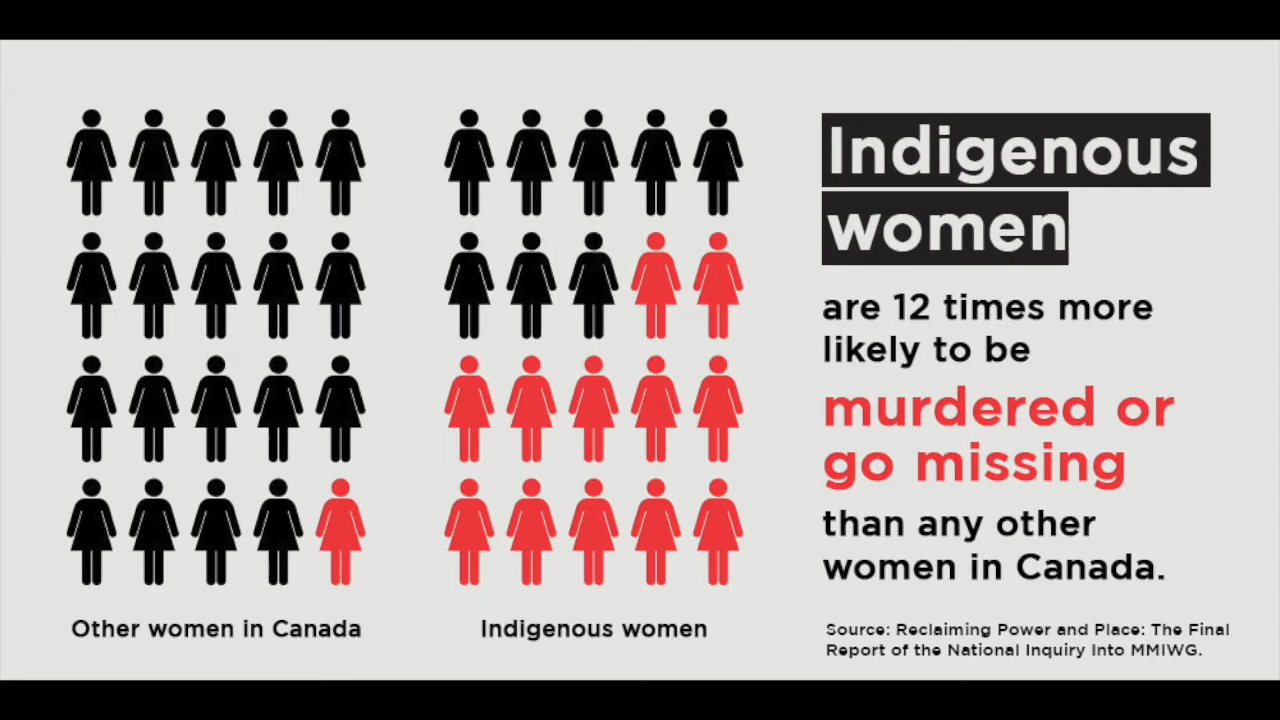 Indigenous
women
are 12 times more
likely to be
murdered or
go missing
than any other
women in Canada.
Other women in Canada
Indigenous women
Source: Reclaiming Power and Place: The Final
Report of the National Inquiry Into MMIWG.